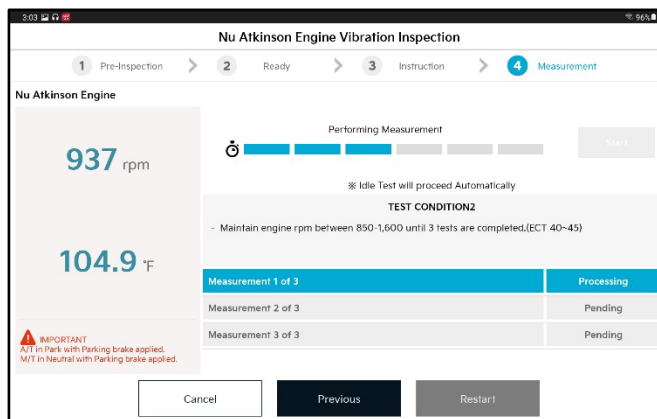 3:03
96%
Nu Atkinson Engine Vibration Inspection
1 Pre-Inspection
2 Ready
3 Instruction
4 Measurement
Nu Atkinson Engine
937 rpm
104.9 °F
IMPORTANT
A/T in Park with Parking brake applied.
M/T in Neutral with Parking brake applied.
Performing Measurement
Start
※ Idle Test will proceed Automatically
TEST CONDITION2
- Maintain engine rpm between 850-1,600 until 3 tests are completed.(ECT 40~45)
Measurement 1 of 3 Processing
Measurement 2 of 3 Pending
Measurement 3 of 3 Pending
Cancel
Previous
Restart